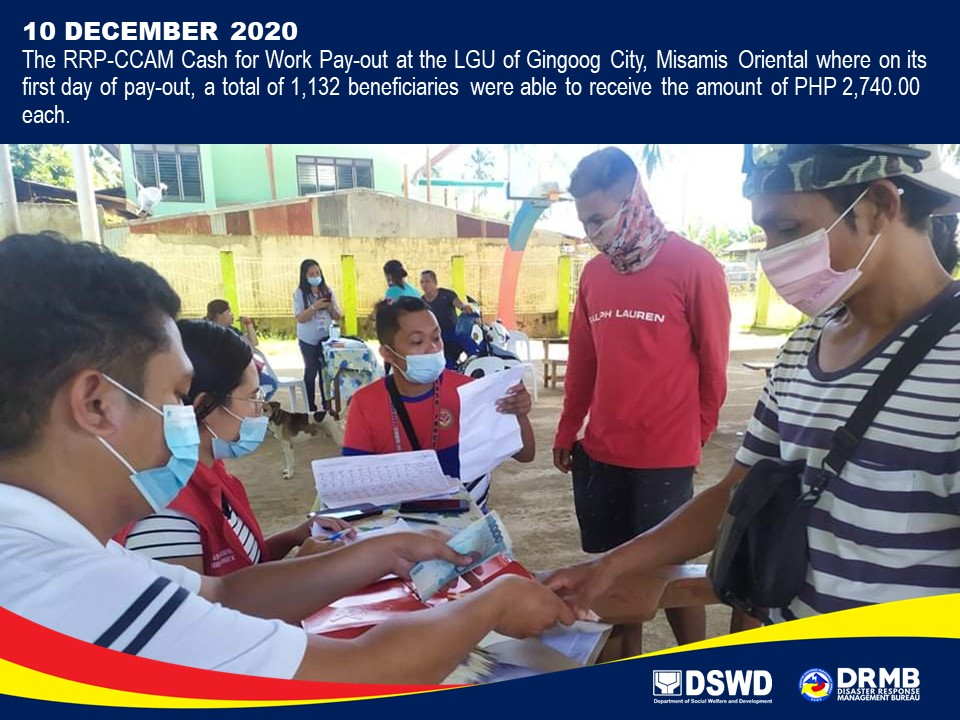 10 DECEMBER 2020
The RRP-CCAM Cash for Work Pay-out at the LGU of Gingoog City, Misamis Oriental where on its
first day of pay-out, a total of 1,132 beneficiaries were able to receive the amount of PHP 2,740.00
each.
RALPH LAUREN
DSWD
Department of Social Welfare and Development
DRMB
DISASTER RESPONSE
MANAGEMENT BUREAU